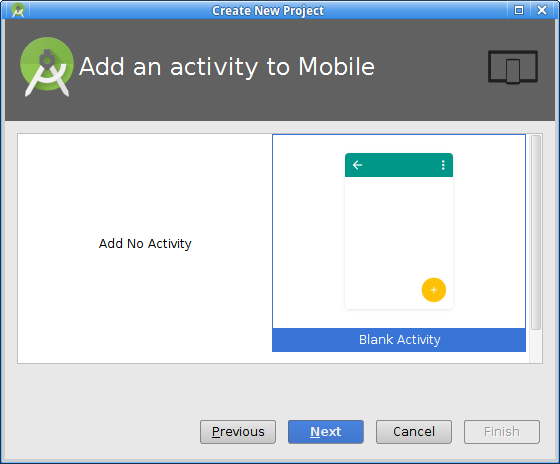 Create New Project
Add an activity to Mobile
Add No Activity
Blank Activity
Previous
Next
Cancel
Finish